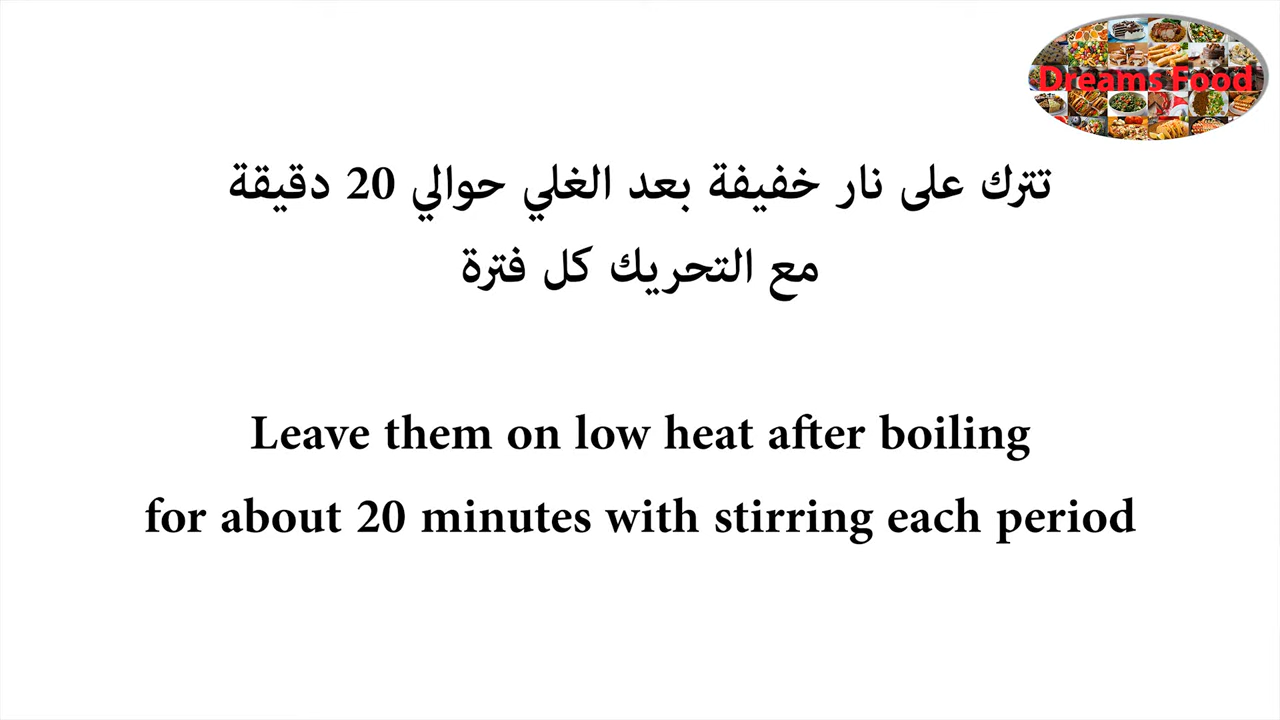 Dreams Food
تترك على نار خفيفة بعد الغلي حوالي 20 دقيقة
مع التحريك كل فترة
Leave them on low heat after boiling
for about 20 minutes with stirring each period